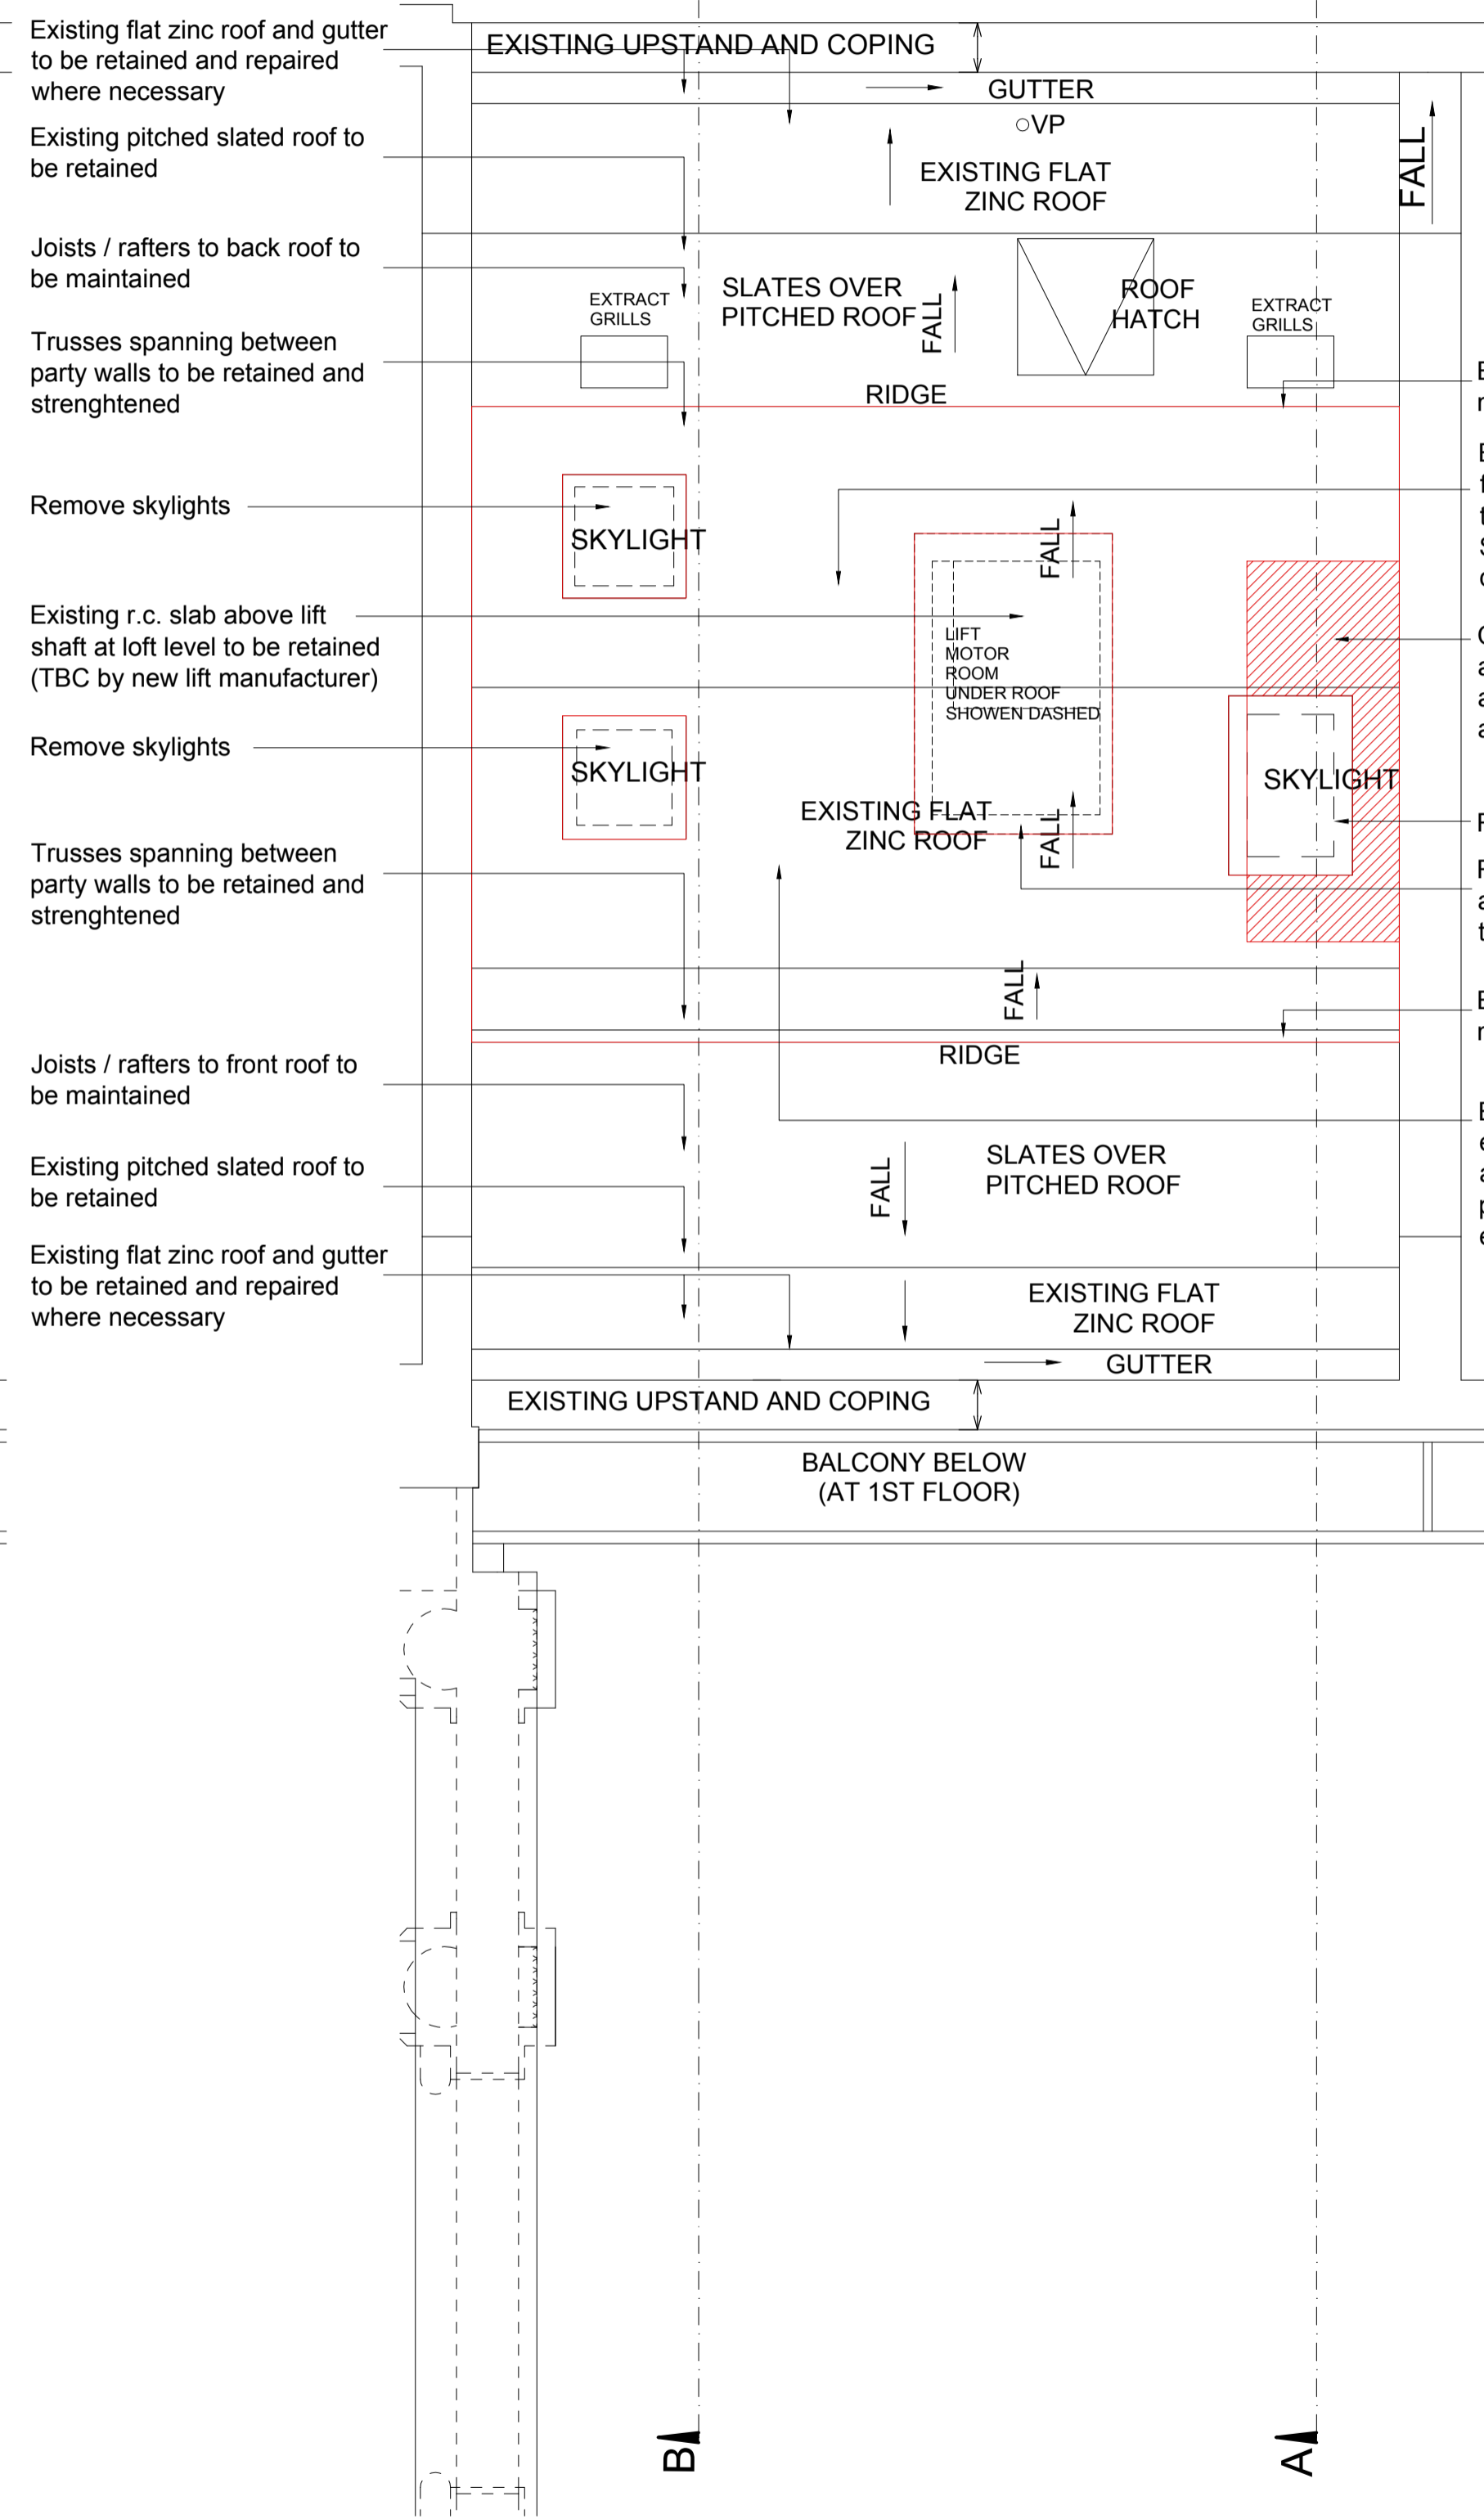 Existing flat zinc roof and gutter
to be retained and repaired
where necessary
Existing pitched slated roof to
be retained
Joists / rafters to back roof to
be maintained
Trusses spanning between
party walls to be retained and
strenghtened
Remove skylights
Existing r.c. slab above lift
shaft at loft level to be retained
(TBC by new lift manufacturer)
Remove skylights
Trusses spanning between
party walls to be retained and
strenghtened
Joists / rafters to front roof to
be maintained
Existing pitched slated roof to
be retained
Existing flat zinc roof and gutter
to be retained and repaired
where necessary
EXISTING UPSTAND AND COPING
GUTTER
VP
EXISTING FLAT
ZINC ROOF
FALL
SLATES OVER
PITCHED ROOF
FALL
ROOF
HATCH
EXTRACT
GRILLS
EXTRACT
GRILLS
RIDGE
SKYLIGHT
FALL
LIFT
MOTOR
ROOM
UNDER ROOF
SHOWEN DASHED
SKYLIGHT
SKYLIGHT
EXISTING FLAT
ZINC ROOF
FALL
FALL
RIDGE
FALL
SLATES OVER
PITCHED ROOF
EXISTING FLAT
ZINC ROOF
GUTTER
EXISTING UPSTAND AND COPING
BALCONY BELOW
(AT 1ST FLOOR)
B
A